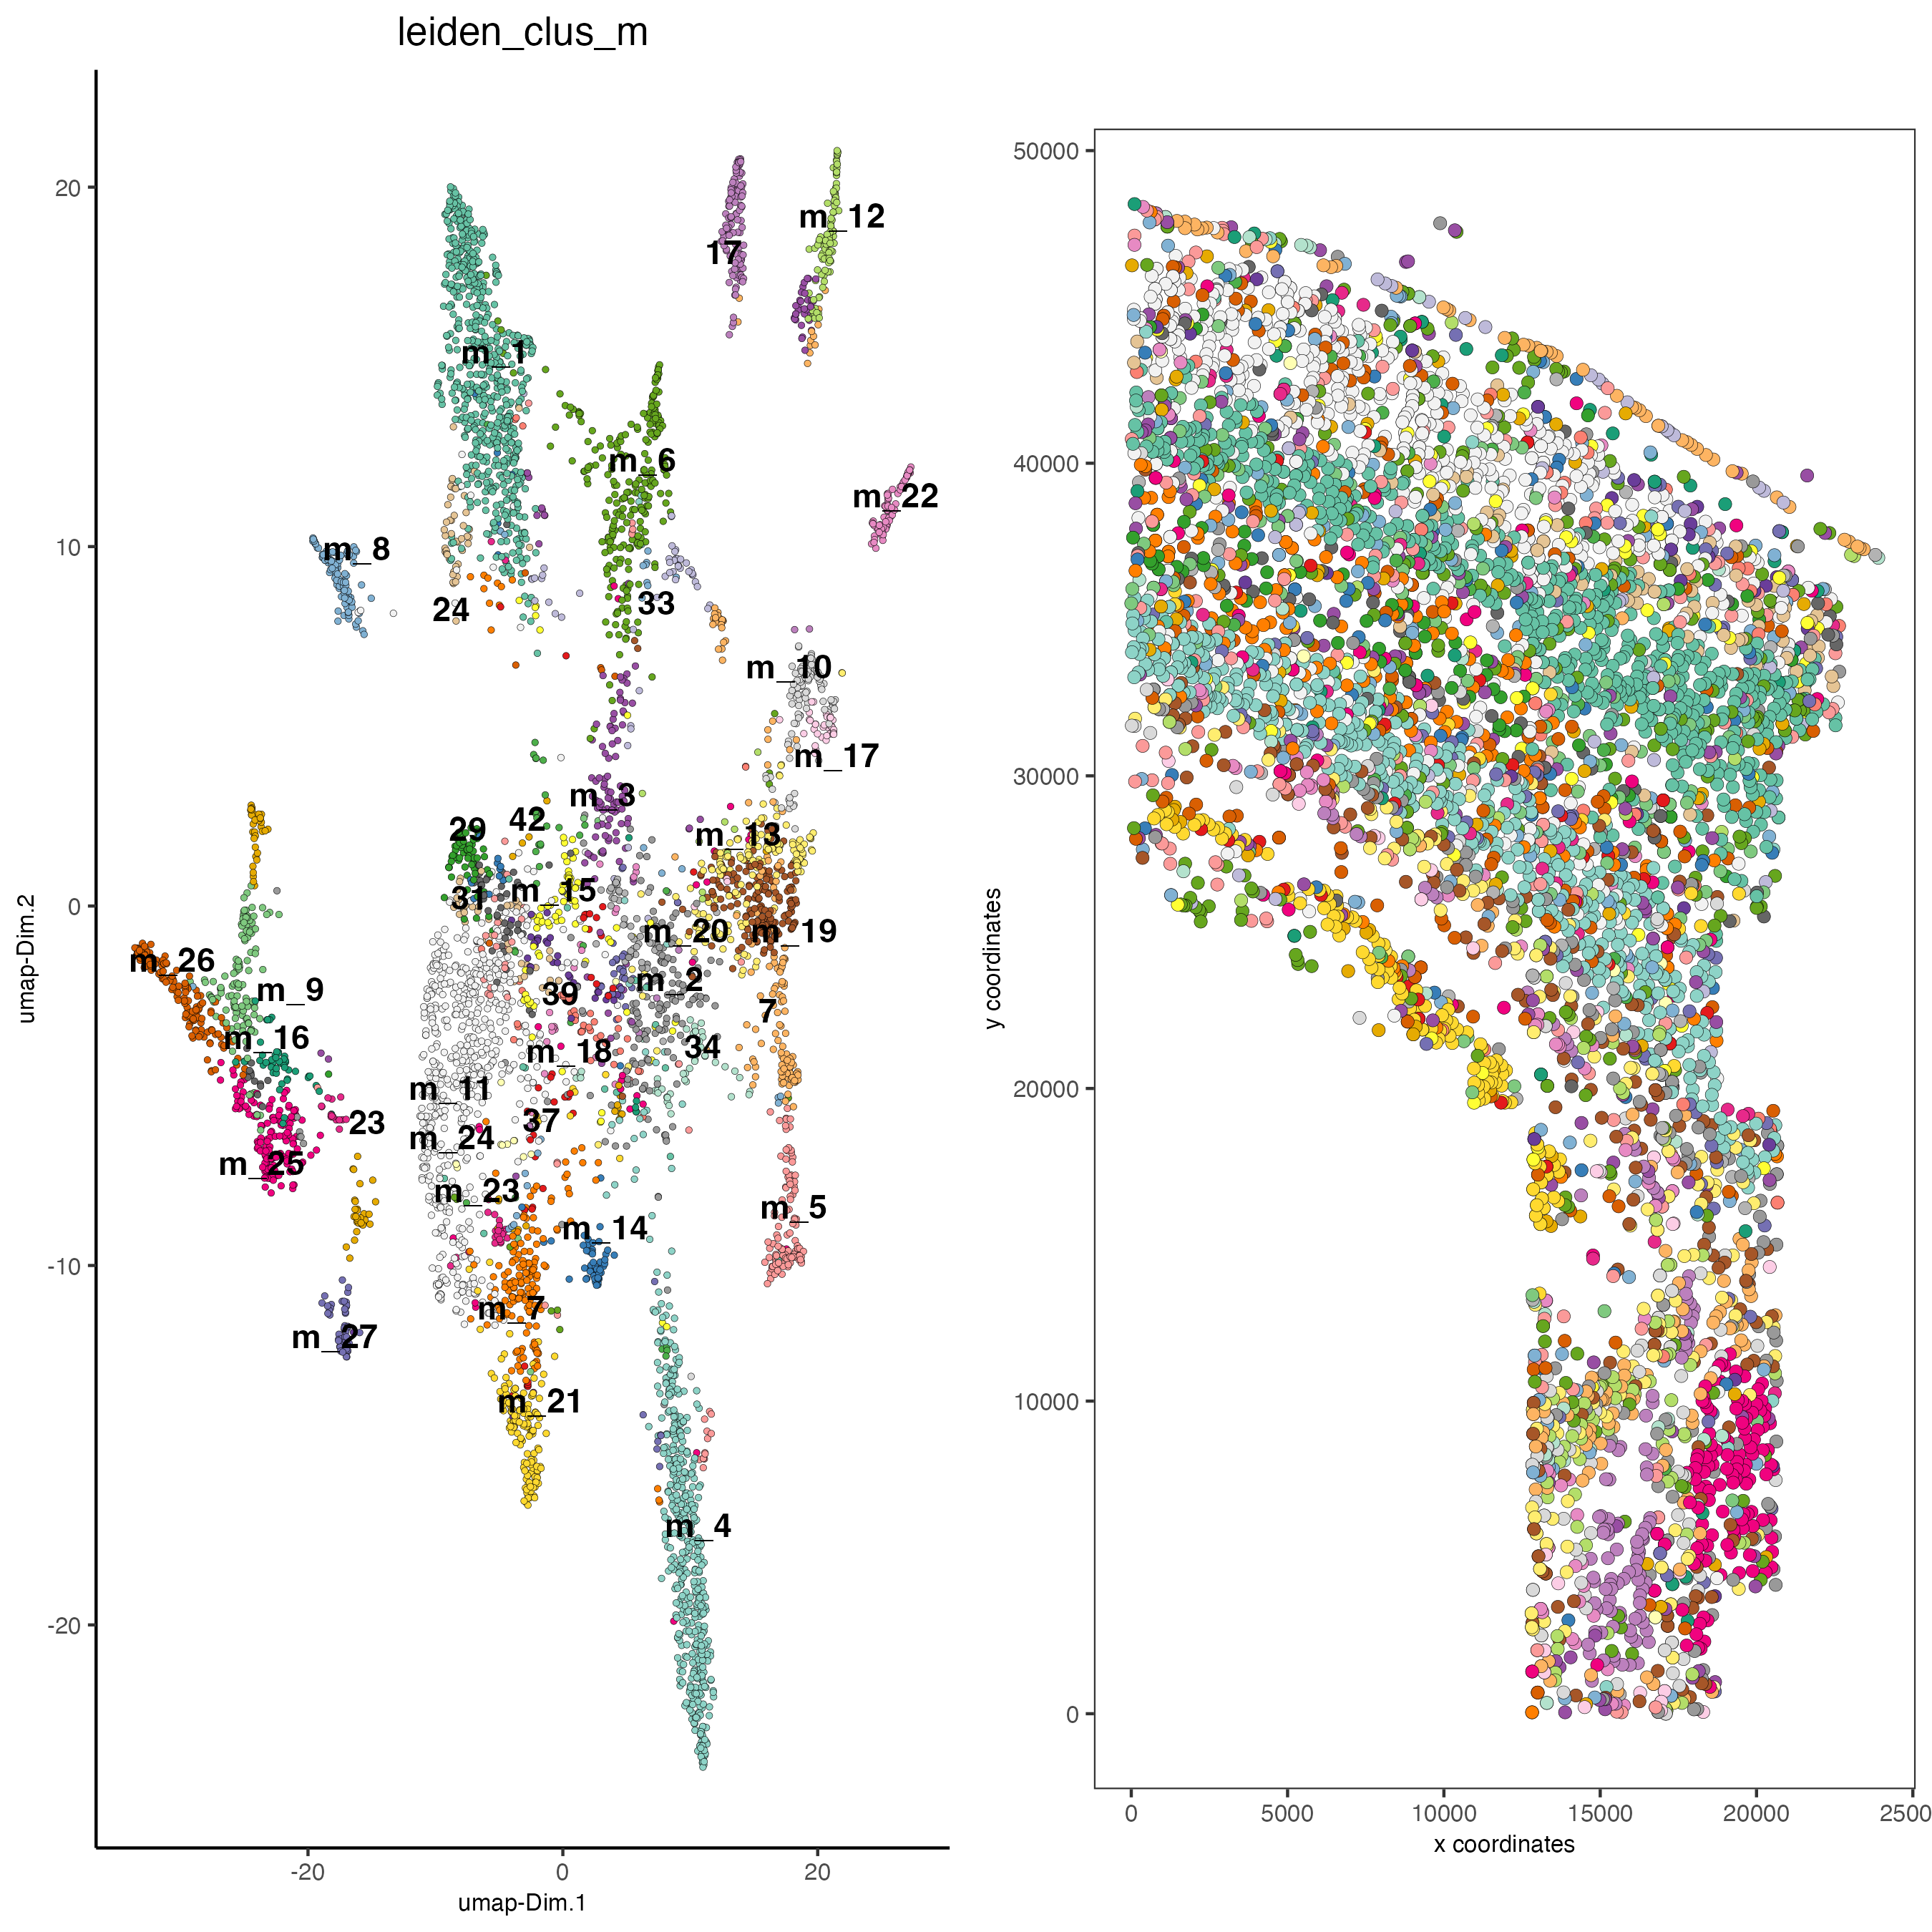 leiden_clus_m
20
10
0
-10
-20
umap-Dim.2
-20
0
20
umap-Dim.1
17
m_12
m_1
m_6
m_22
m_8
24
33
m_10
m_17
m_3
29
42
m_13
31
m_15
m_20
m_19
m_26
m_9
39
m_2
7
m_16
m_18
34
m_11
23
37
m_24
m_25
m_23
m_5
m_14
m_7
m_27
m_21
m_4
50000
40000
30000
20000
10000
0
y coordinates
0
5000
10000
15000
20000
2500
x coordinates